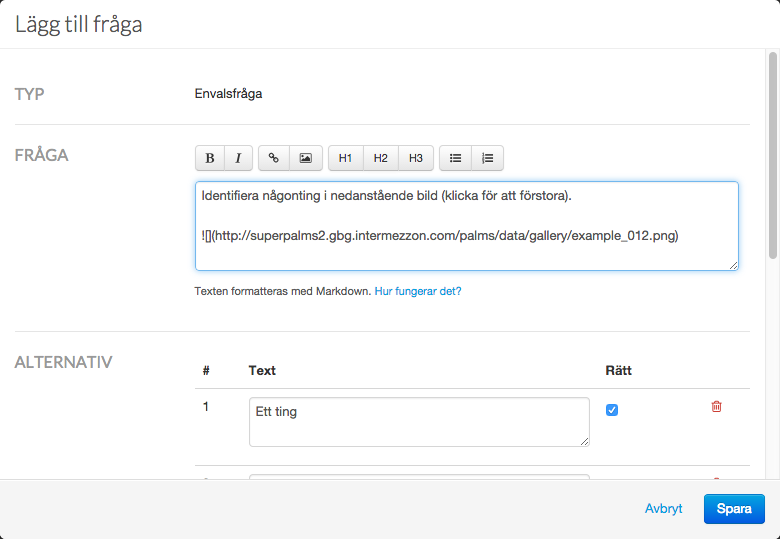 Lägg till fråga
TYP
Envalsfråga
FRÅGA
B I H1 H2 H3
Identifiera någonting i nedanstående bild (klicka för att förstora).
![](http://superpalms2.gbg.intermezzon.com/palms/data/gallery/example_012.png)
Texten formatteras med Markdown. Hur fungerar det?
ALTERNATIV
# Text Rätt
1 Ett ting
Avbryt Spara